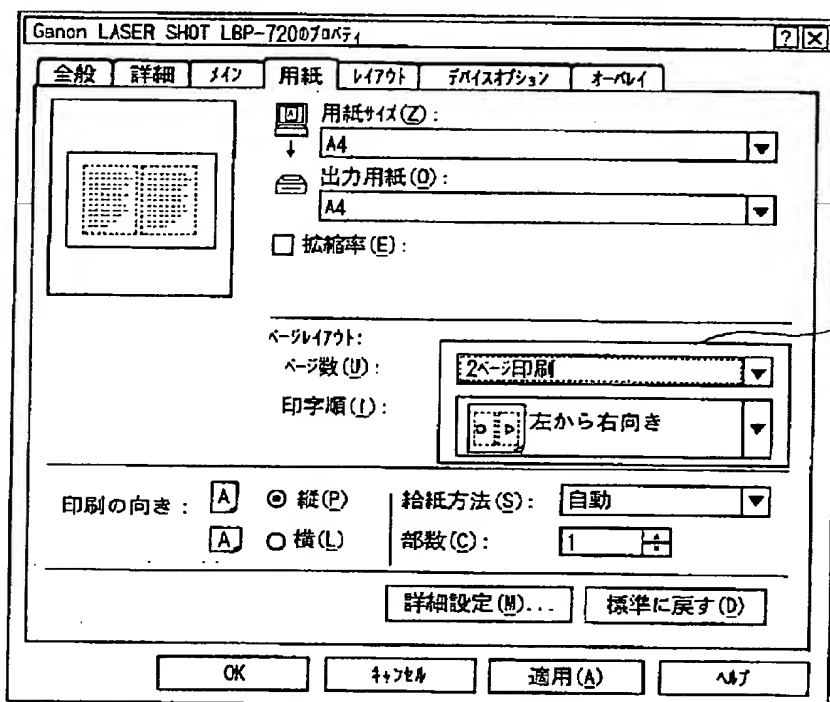 Ganon LASER SHOT LBP-720のプロパティ ? X
全般 詳細 メイン 用紙 レイアウト デバイスオプション オーバレイ
用紙サイズ(Z):
A4
出力用紙(O):
A4
拡縮率(E):
ページレイアウト:
ページ数(U): 2ページ印刷
印字順(I): 左から右向き
印刷の向き: A 縦(P) 給紙方法(S): 自動
A 横(L) 部数(C): 1
詳細設定(M)... 標準に戻す(D)
OK キャンセル 適用(A) ヘルプ